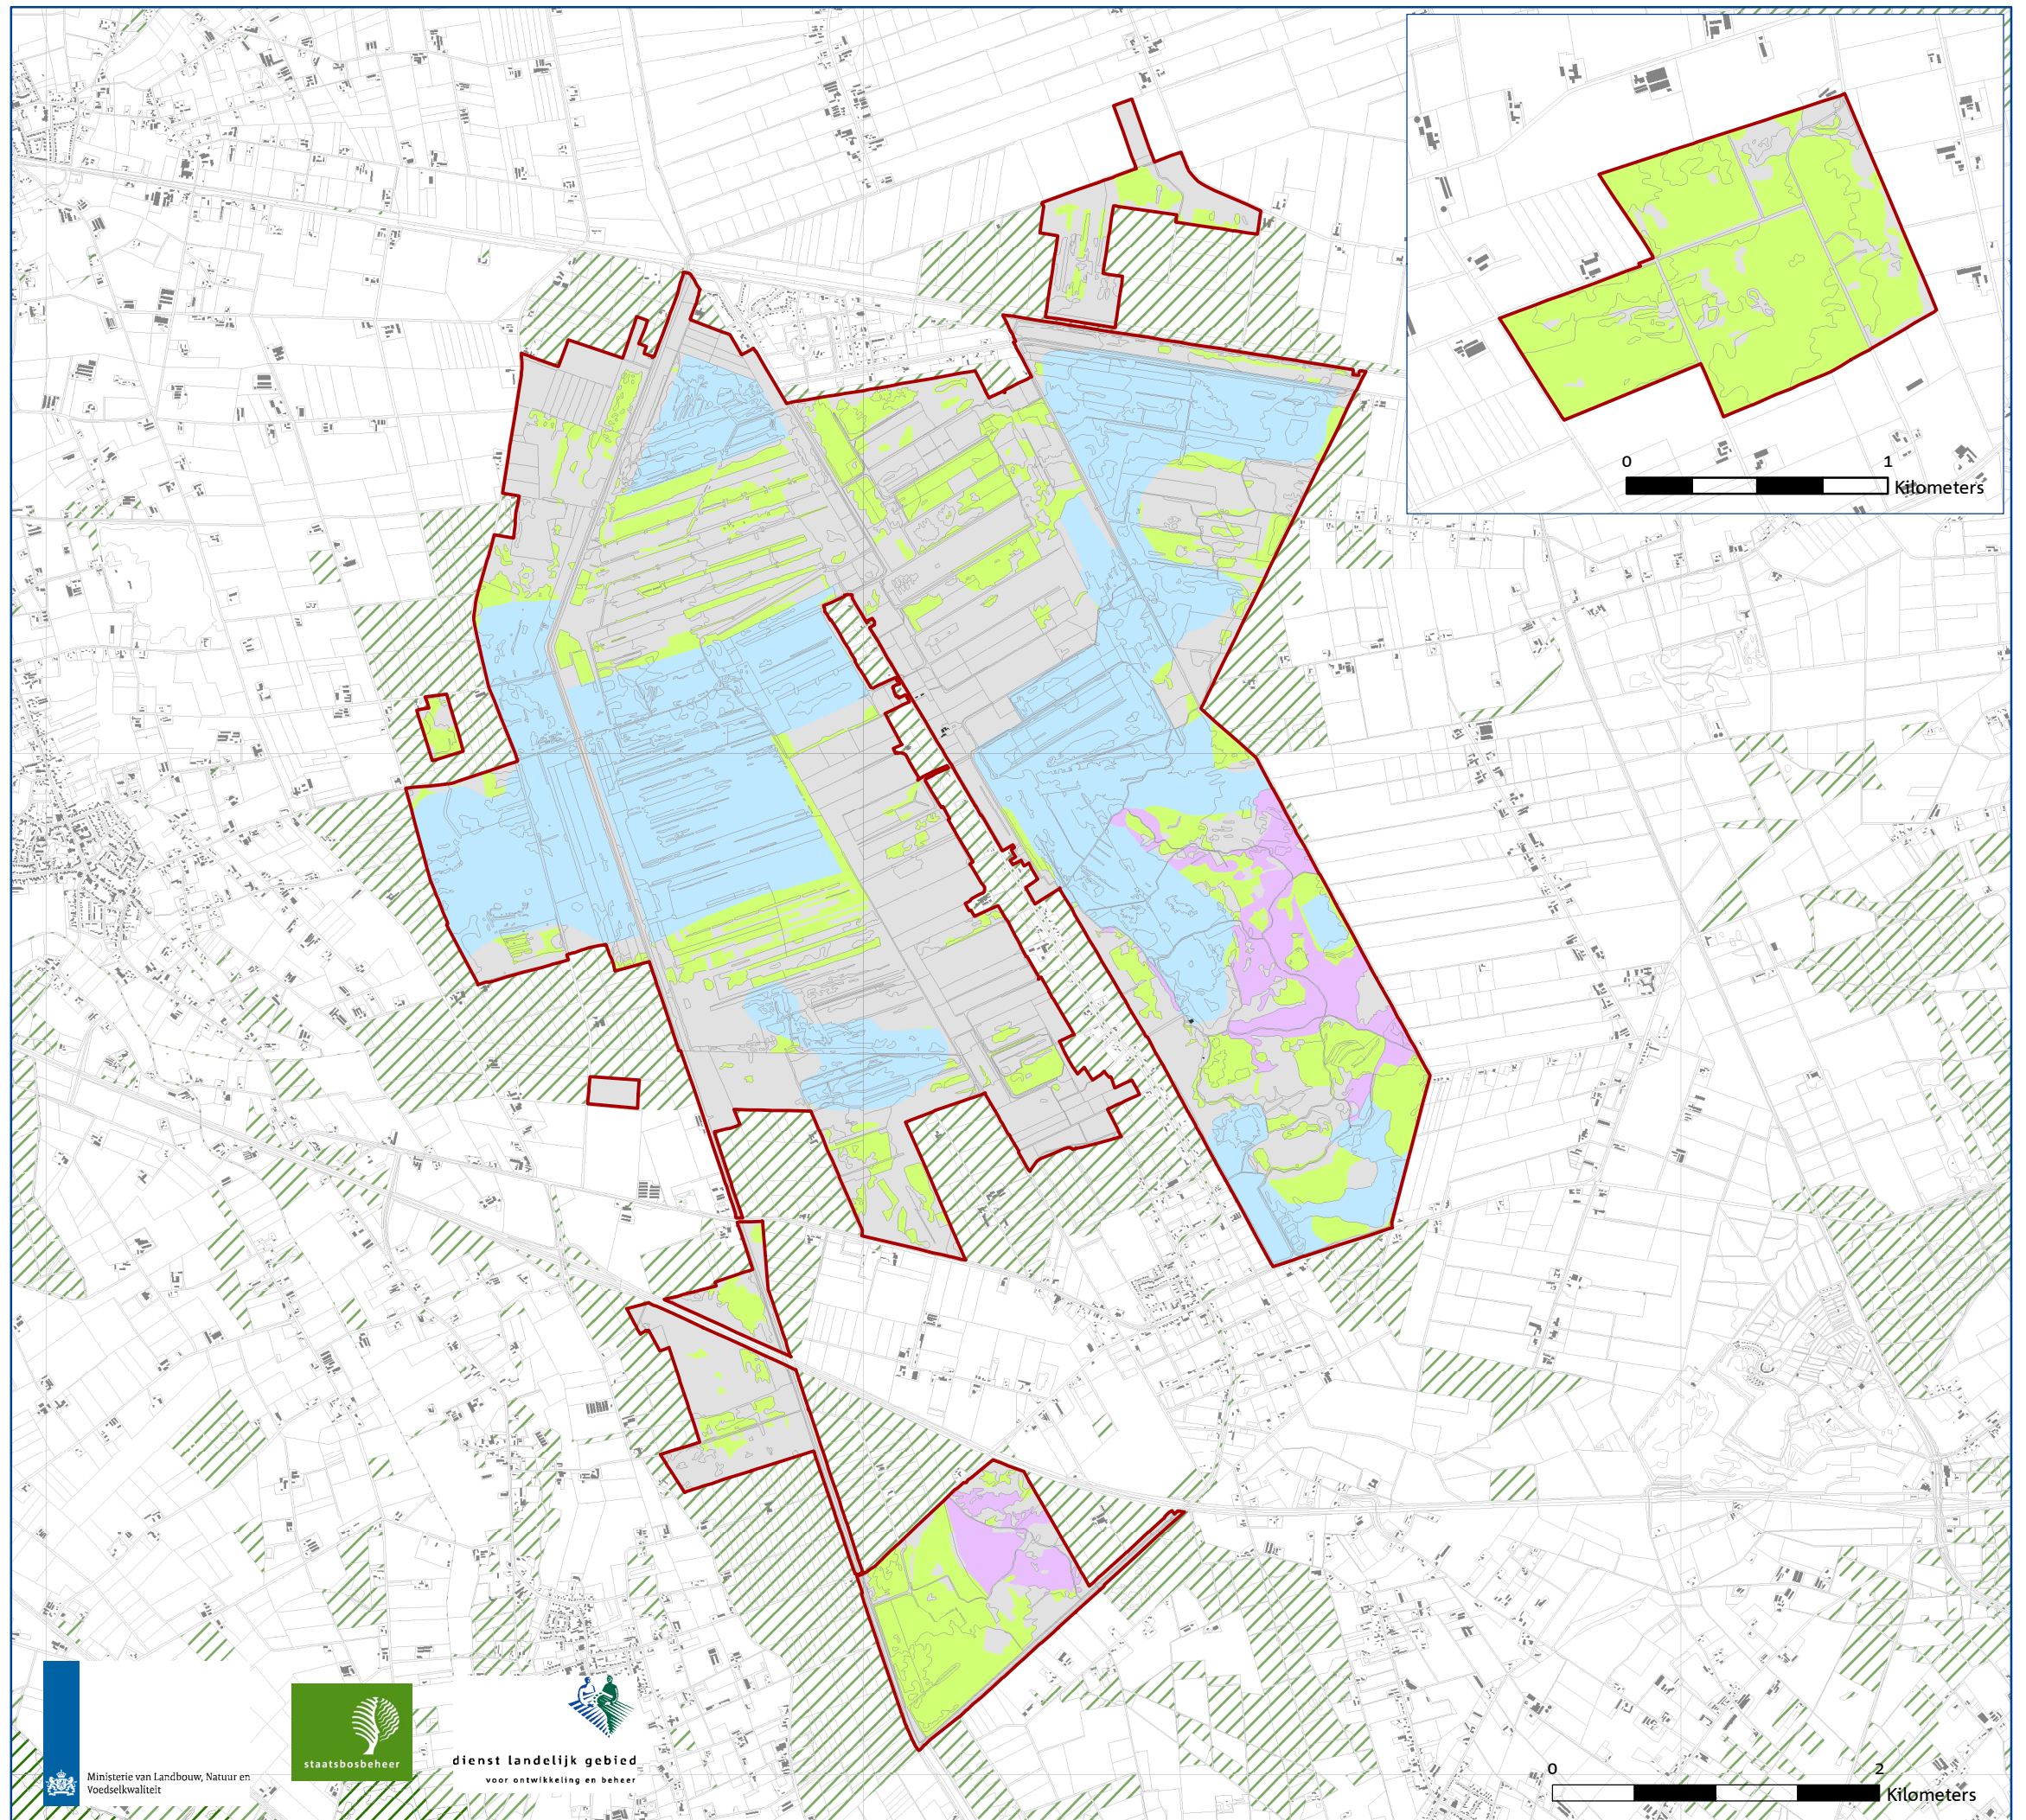 0 1
Kilometers
Ministerie van Landbouw, Natuur en
Voedselkwaliteit
staatsbosbeheer
dienst landelijk gebied
voor ontwikkeling en beheer
0 2
Kilometers